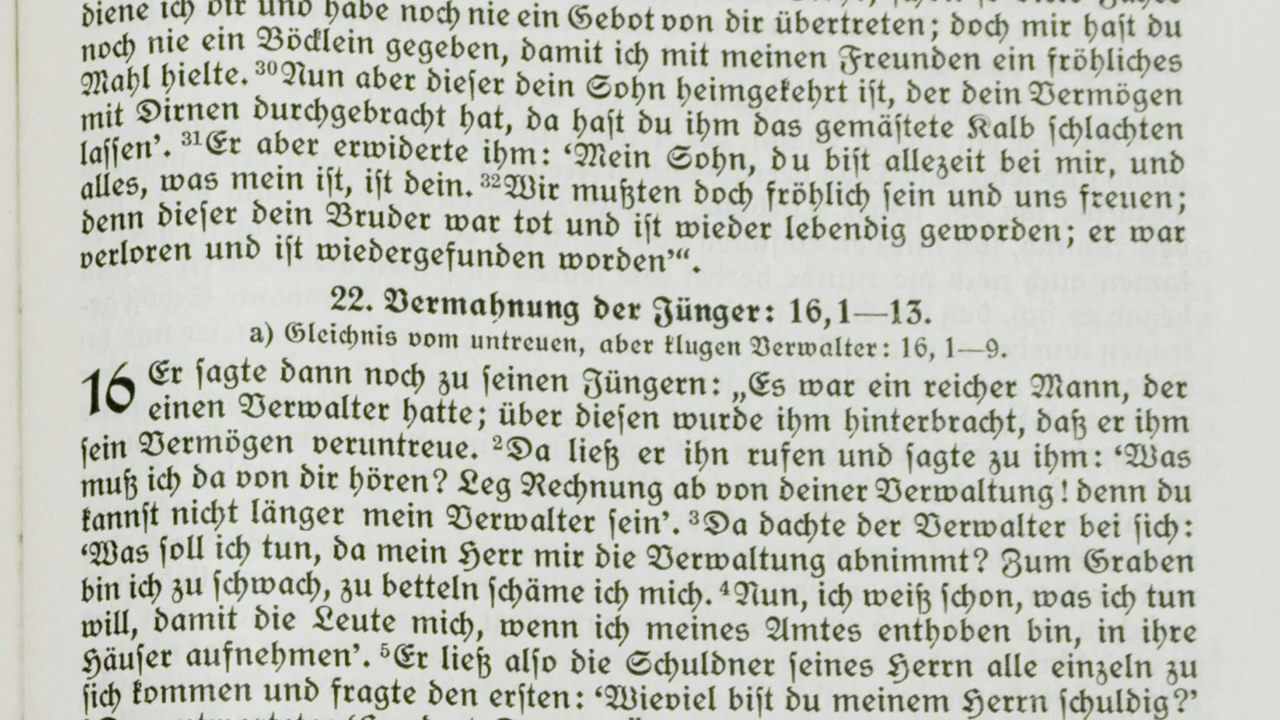 diene ich dir und habe noch nie ein Gebot von dir übertreten; doch mir hast du
noch nie ein Böcklein gegeben, damit ich mit meinen Freunden ein fröhliches
Mahl hielte. ³⁰Nun aber dieser dein Sohn heimgekehrt ist, der dein Vermögen
mit Dirnen durchgebracht hat, da hast du ihm das gemästete Kalb schlachten
lassen’. ³¹Er aber erwiderte ihm: ‘Mein Sohn, du bist allezeit bei mir, und
alles, was mein ist, ist dein. ³²Wir mußten doch fröhlich sein und uns freuen;
denn dieser dein Bruder war tot und ist wieder lebendig geworden; er war
verloren und ist wiedergefunden worden’“.
22. Vermahnung der Jünger: 16,1—13.
a) Gleichnis vom untreuen, aber klugen Verwalter: 16, 1—9.
16 Er sagte dann noch zu seinen Jüngern: „Es war ein reicher Mann, der
einen Verwalter hatte; über diesen wurde ihm hinterbracht, daß er ihm
sein Vermögen veruntreue. ²Da ließ er ihn rufen und sagte zu ihm: ‘Was
muß ich da von dir hören? Leg Rechnung ab von deiner Verwaltung! denn du
kannst nicht länger mein Verwalter sein’. ³Da dachte der Verwalter bei sich:
‘Was soll ich tun, da mein Herr mir die Verwaltung abnimmt? Zum Graben
bin ich zu schwach, zu betteln schäme ich mich. ⁴Nun, ich weiß schon, was ich tun
will, damit die Leute mich, wenn ich meines Amtes enthoben bin, in ihre
Häuser aufnehmen’. ⁵Er ließ also die Schuldner seines Herrn alle einzeln zu
sich kommen und fragte den ersten: ‘Wieviel bist du meinem Herrn schuldig?’